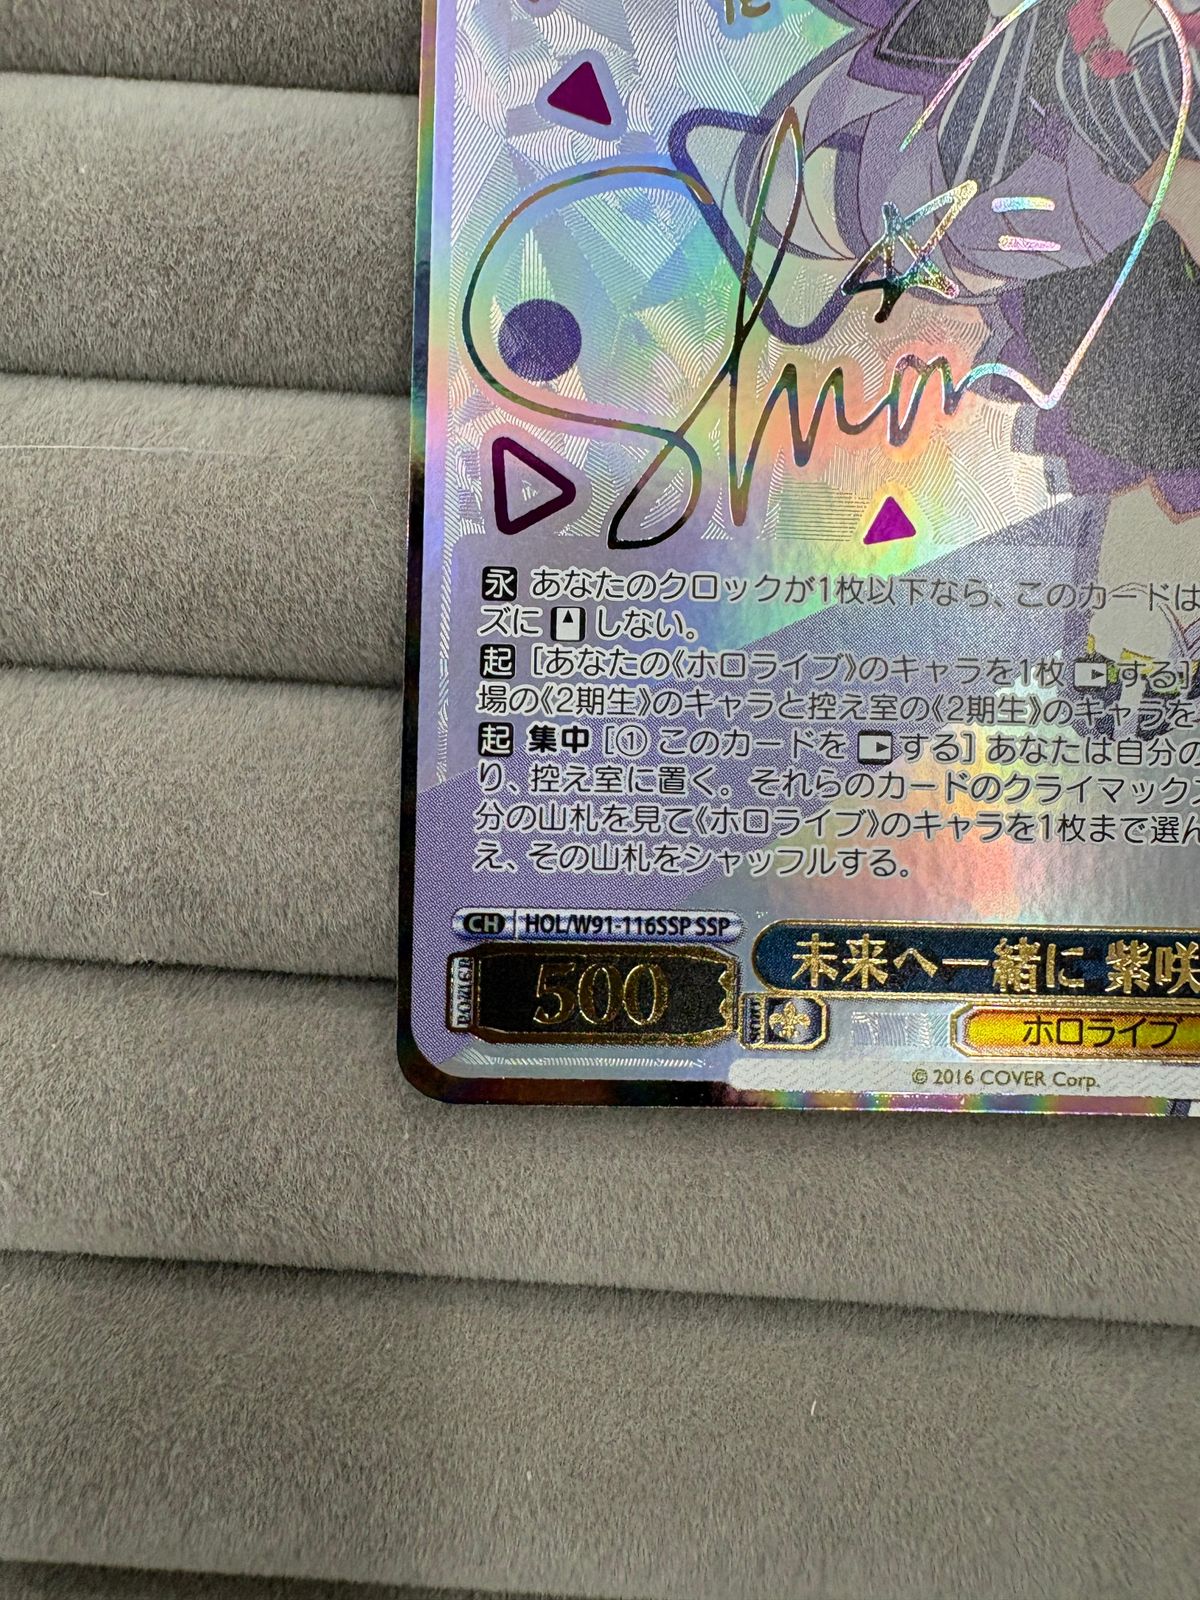 Shion
永 あなたのクロックが1枚以下なら、このカードは
ズに しない。
起 [あなたの《ホロライブ》のキャラを1枚 する]
場の《2期生》のキャラと控え室の《2期生》のキャラを
起 集中 [① このカードを する] あなたは自分の
り、控え室に置く。それらのカードのクライマックス
分の山札を見て《ホロライブ》のキャラを1枚まで選ん
え、その山札をシャッフルする。
CH HOL/W91-116SSP SSP
POWER 500
未来へ一緒に 紫咲
SOUL
ホロライブ
© 2016 COVER Corp.